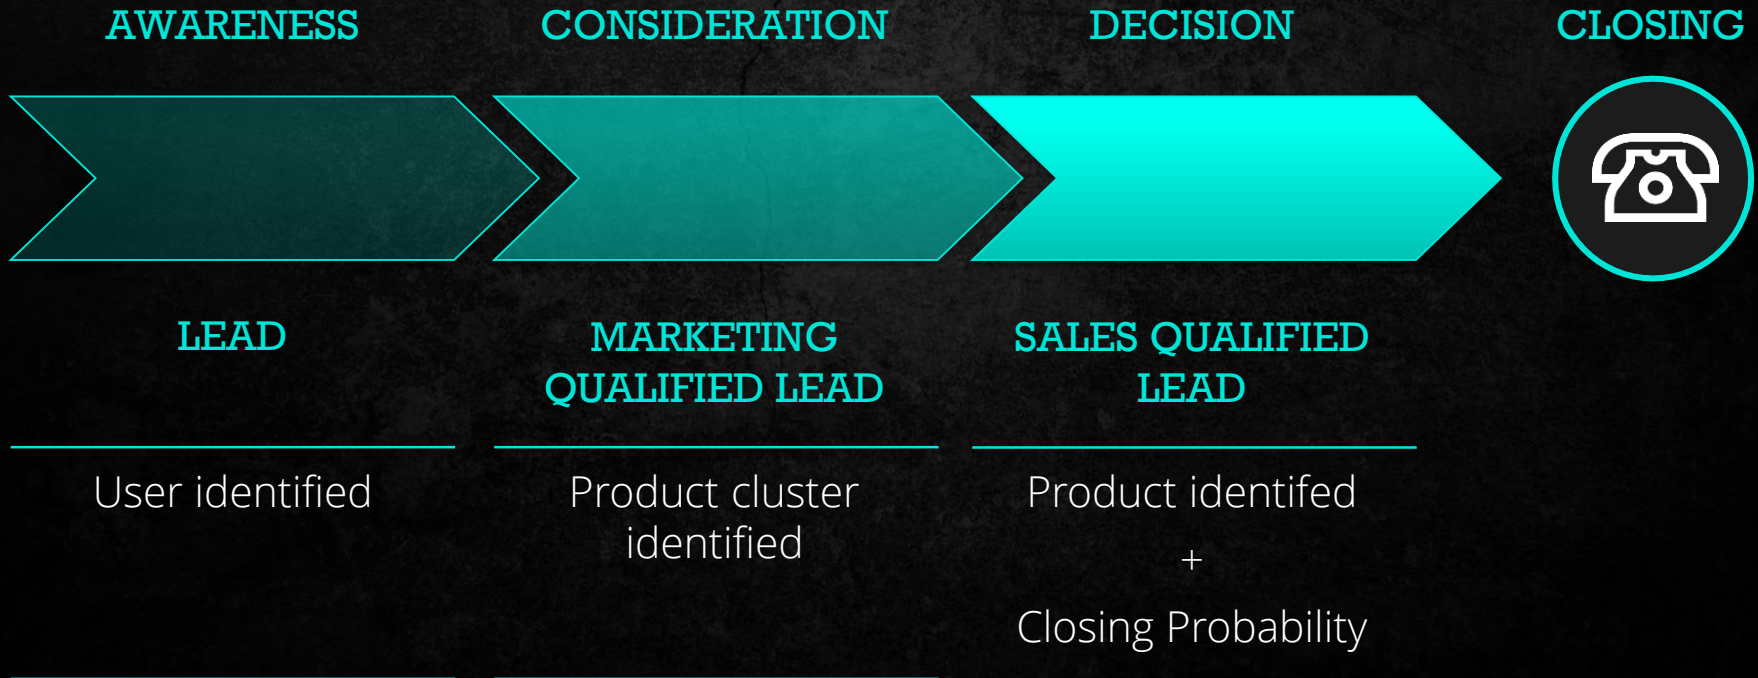 AWARENESS
CONSIDERATION
DECISION
CLOSING
LEAD
MARKETING
QUALIFIED LEAD
SALES QUALIFIED
LEAD
User identified
Product cluster
identified
Product identifed
+
Closing Probability